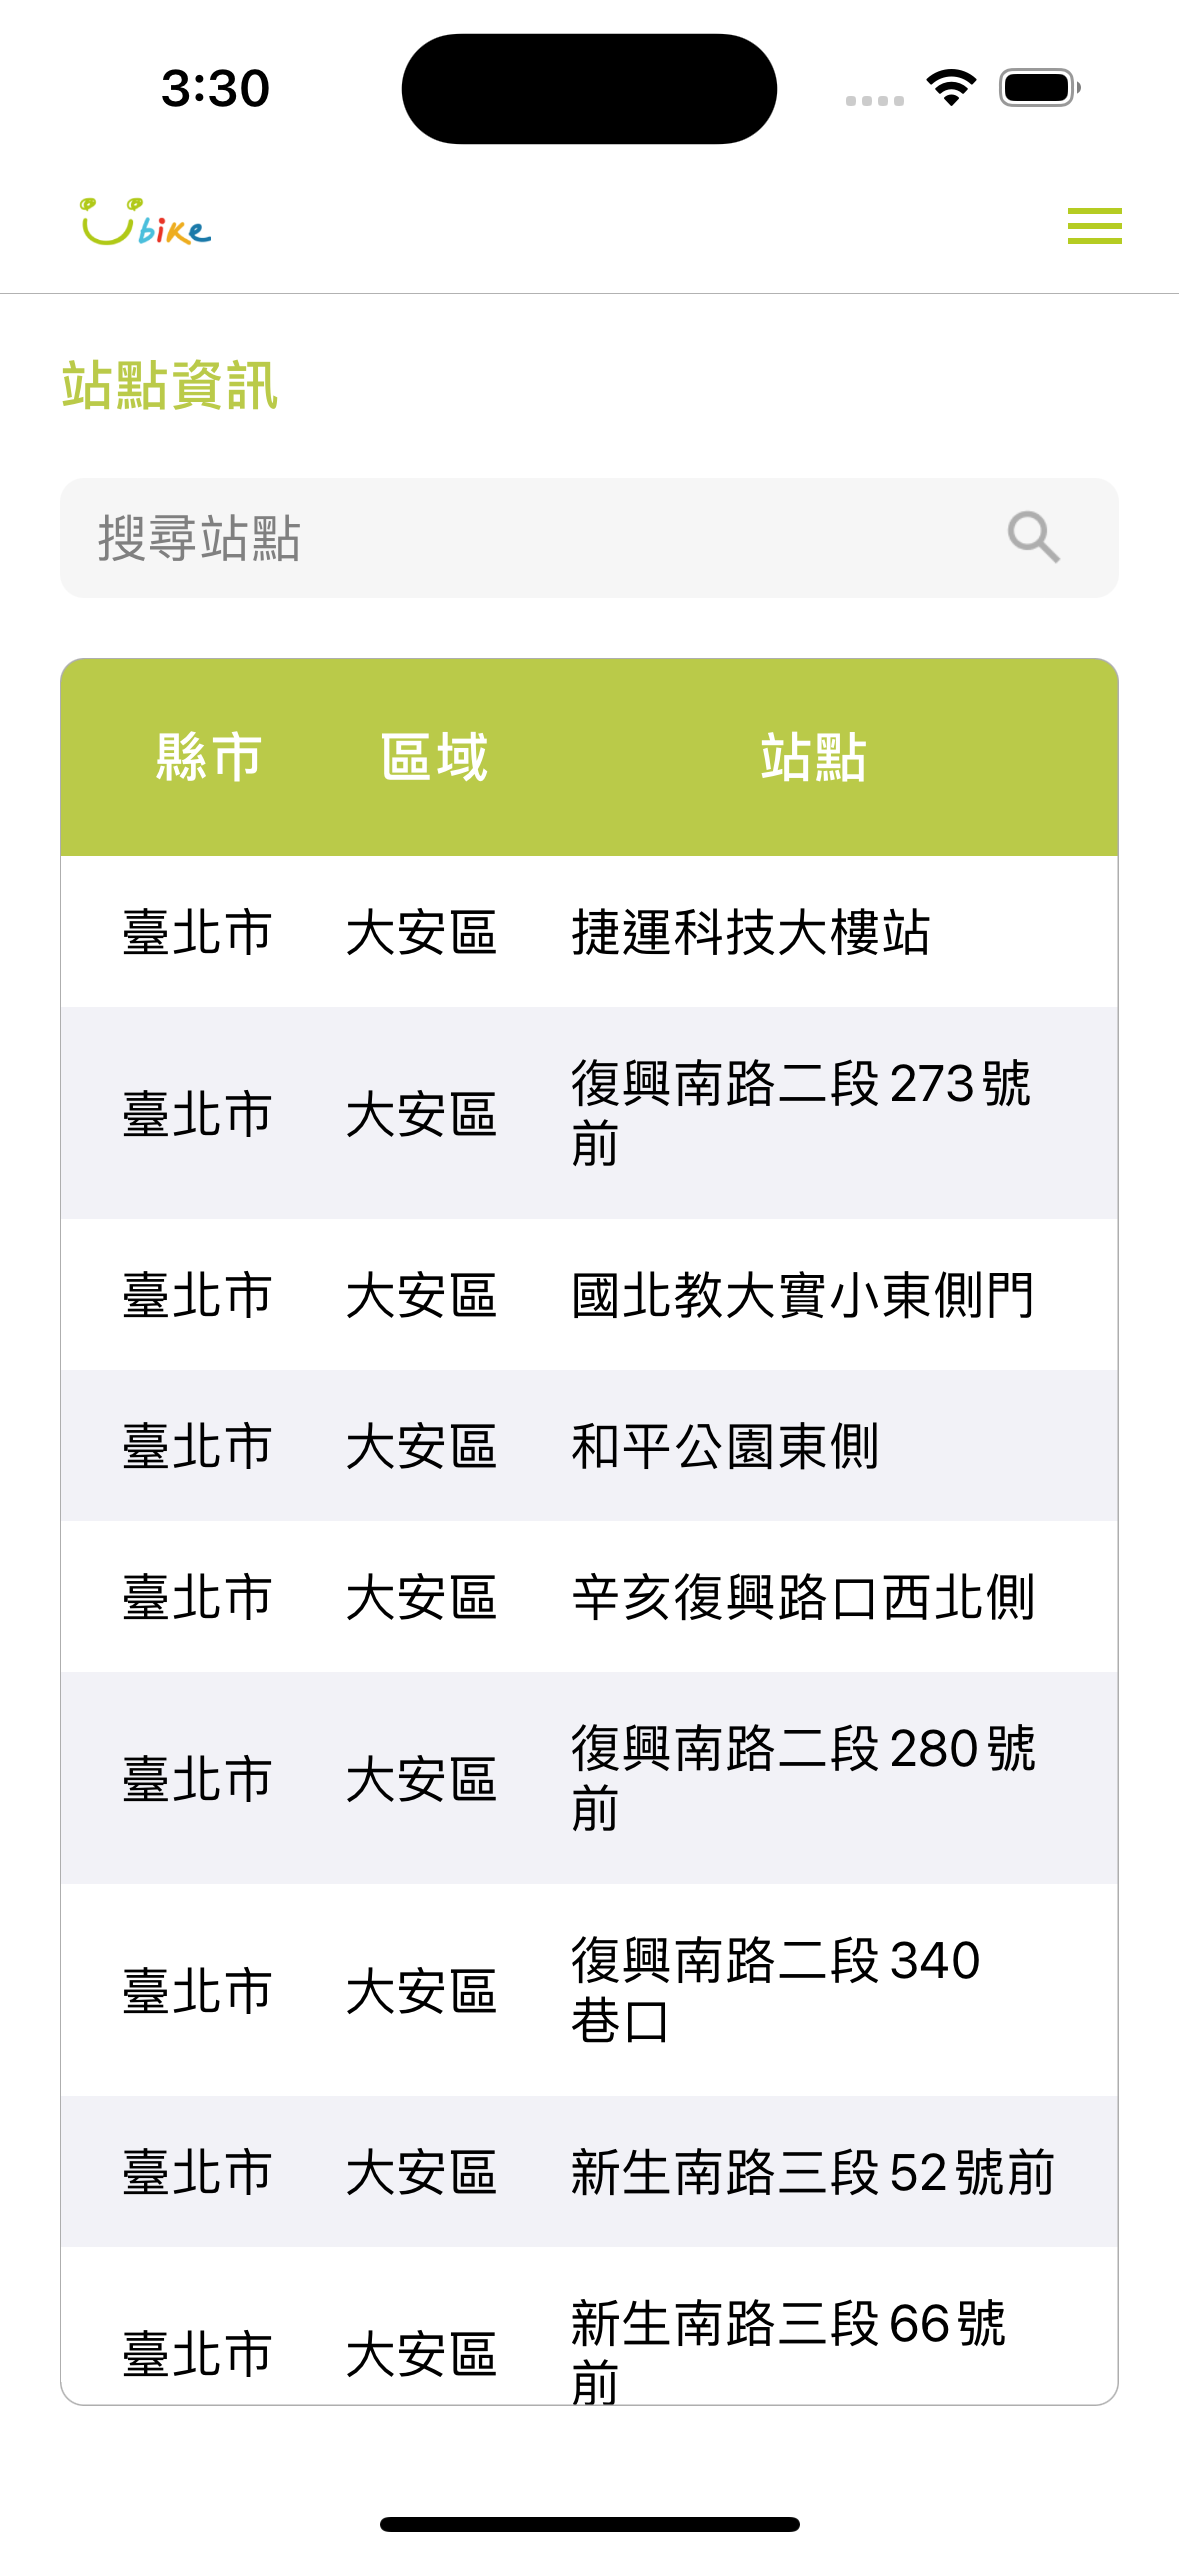 3:30
Ubike
站點資訊
搜尋站點
縣市 區域 站點
臺北市 大安區 捷運科技大樓站
臺北市 大安區 復興南路二段273號
前
臺北市 大安區 國北教大實小東側門
臺北市 大安區 和平公園東側
臺北市 大安區 辛亥復興路口西北側
臺北市 大安區 復興南路二段280號
前
臺北市 大安區 復興南路二段340
巷口
臺北市 大安區 新生南路三段52號前
臺北市 大安區 新生南路三段66號
前